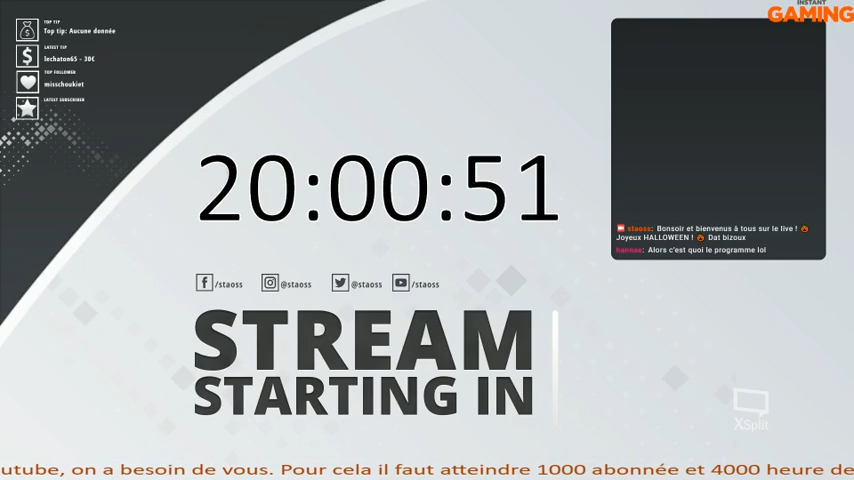 TOP TIP
Top tip: Aucune donnée
LATEST TIP
lechaton65 - 30€
TOP FOLLOWER
misschoukiet
LATEST SUBSCRIBER
INSTANT
GAMING
20:00:51
staoss: Bonsoir et bienvenus à tous sur le live !
Joyeux HALLOWEEN ! Dat bizoux
hannae: Alors c'est quoi le programme lol
/staoss @staoss @staoss /staoss
STREAM
STARTING IN
XSplit
utube, on a besoin de vous. Pour cela il faut atteindre 1000 abonnée et 4000 heure de